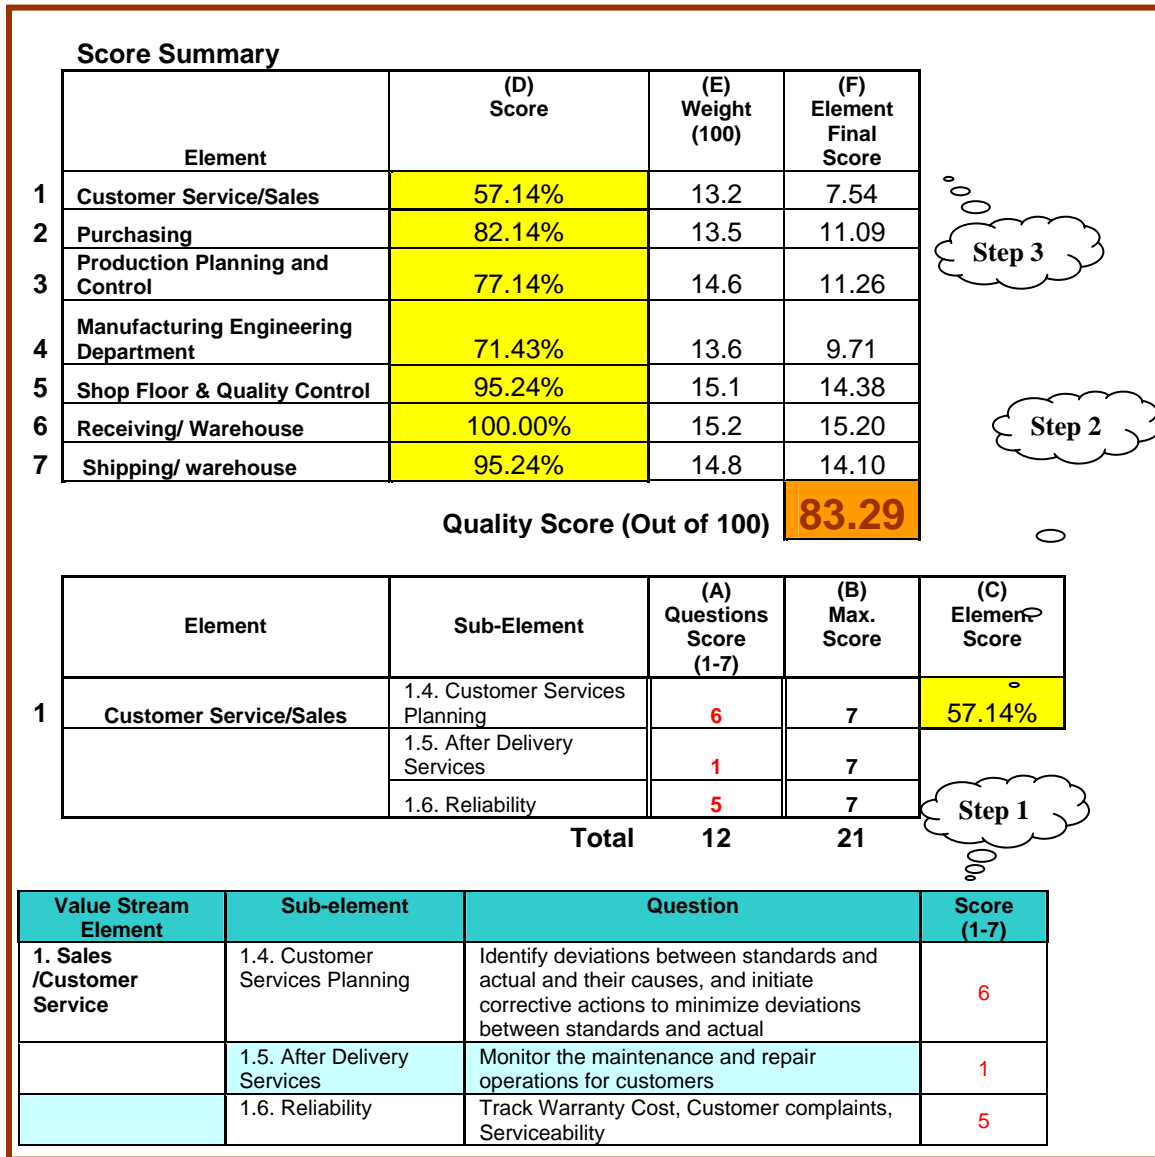 Score Summary
Element (D) Score (E) Weight (100) (F) Element Final Score
1 Customer Service/Sales 57.14% 13.2 7.54
2 Purchasing 82.14% 13.5 11.09
3 Production Planning and Control 77.14% 14.6 11.26
Step 3
4 Manufacturing Engineering Department 71.43% 13.6 9.71
5 Shop Floor & Quality Control 95.24% 15.1 14.38
6 Receiving/ Warehouse 100.00% 15.2 15.20
Step 2
7 Shipping/ warehouse 95.24% 14.8 14.10
Quality Score (Out of 100) 83.29
Element Sub-Element (A) Questions Score (1-7) (B) Max. Score (C) Element Score
1 Customer Service/Sales 1.4. Customer Services Planning 6 7 57.14%
1.5. After Delivery Services 1 7
1.6. Reliability 5 7
Step 1
Total 12 21
Value Stream Element Sub-element Question Score (1-7)
1. Sales /Customer Service 1.4. Customer Services Planning Identify deviations between standards and actual and their causes, and initiate corrective actions to minimize deviations between standards and actual 6
1.5. After Delivery Services Monitor the maintenance and repair operations for customers 1
1.6. Reliability Track Warranty Cost, Customer complaints, Serviceability 5